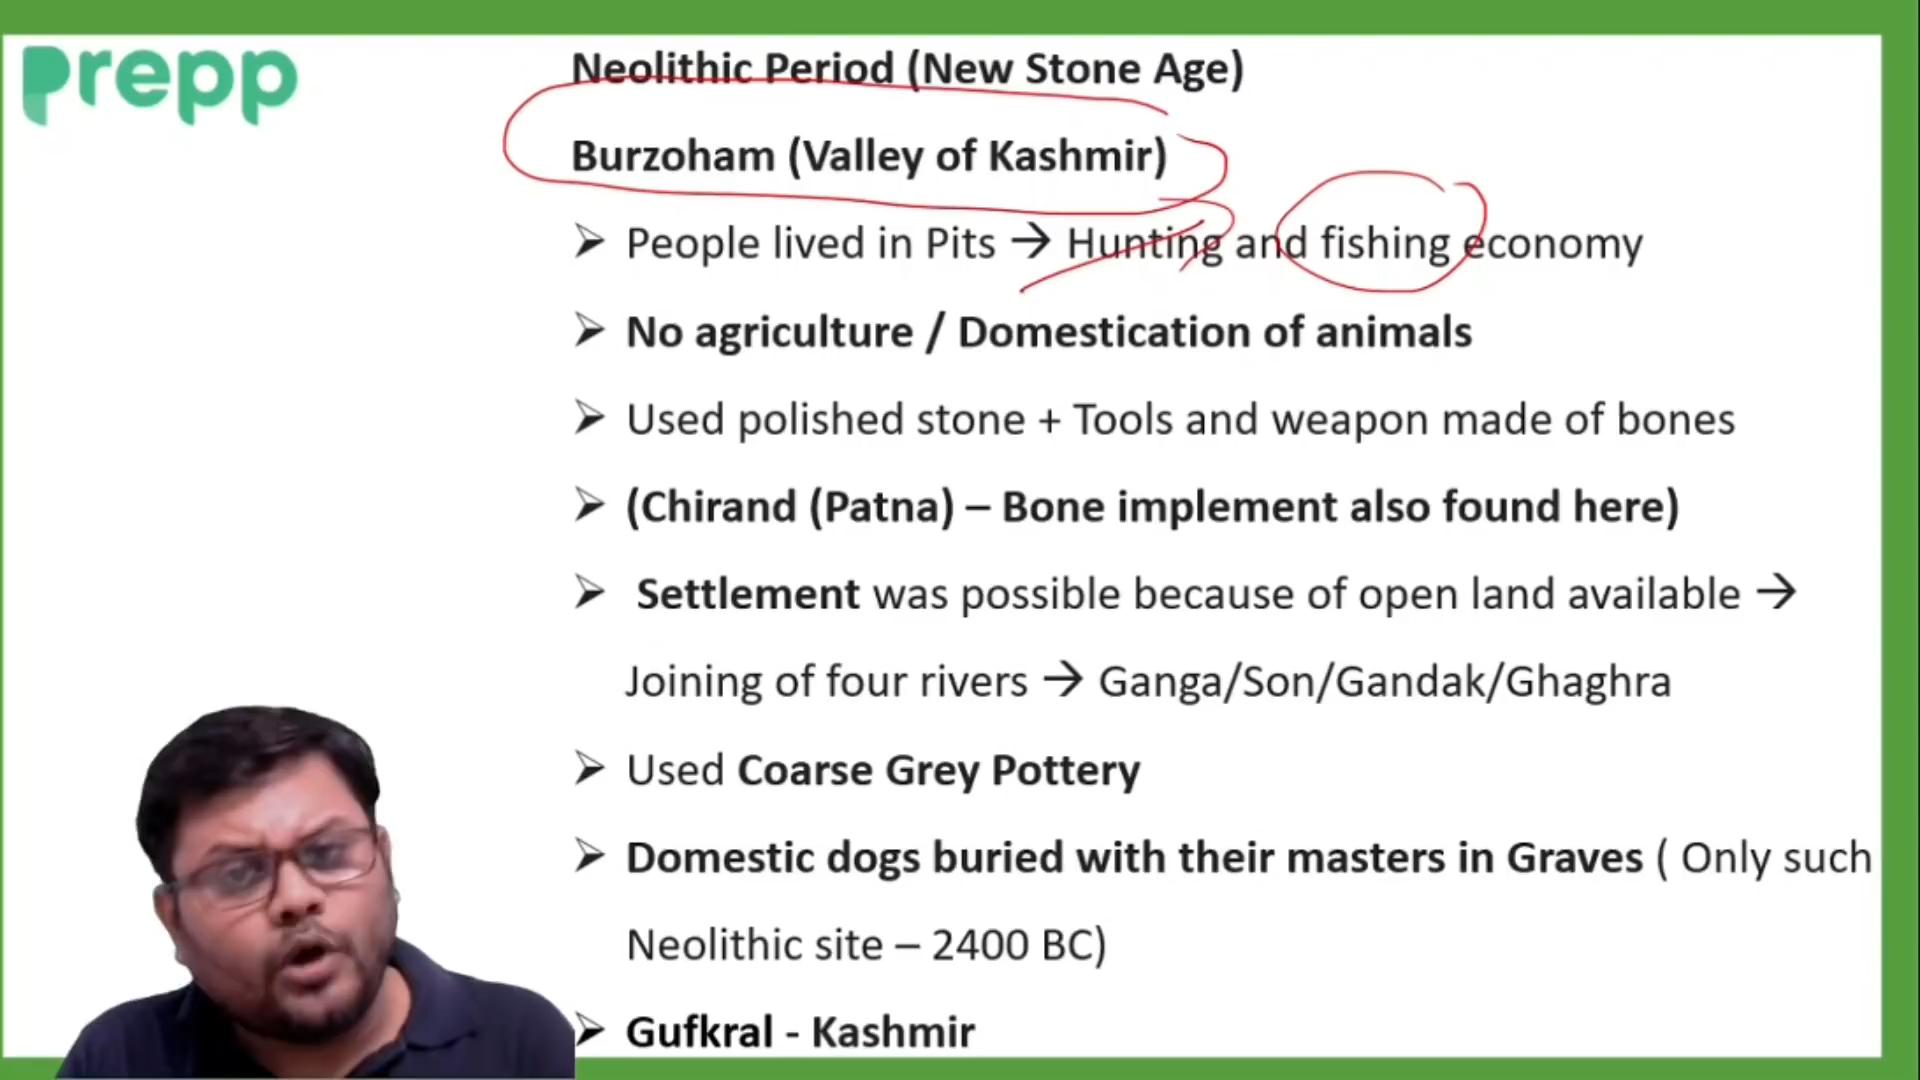 prepp
Neolithic Period (New Stone Age)
Burzoham (Valley of Kashmir)
➢ People lived in Pits → Hunting and fishing economy
➢ No agriculture / Domestication of animals
➢ Used polished stone + Tools and weapon made of bones
➢ (Chirand (Patna) – Bone implement also found here)
➢ Settlement was possible because of open land available →
Joining of four rivers → Ganga/Son/Gandak/Ghaghra
➢ Used Coarse Grey Pottery
➢ Domestic dogs buried with their masters in Graves ( Only such
Neolithic site – 2400 BC)
➢ Gufkral - Kashmir